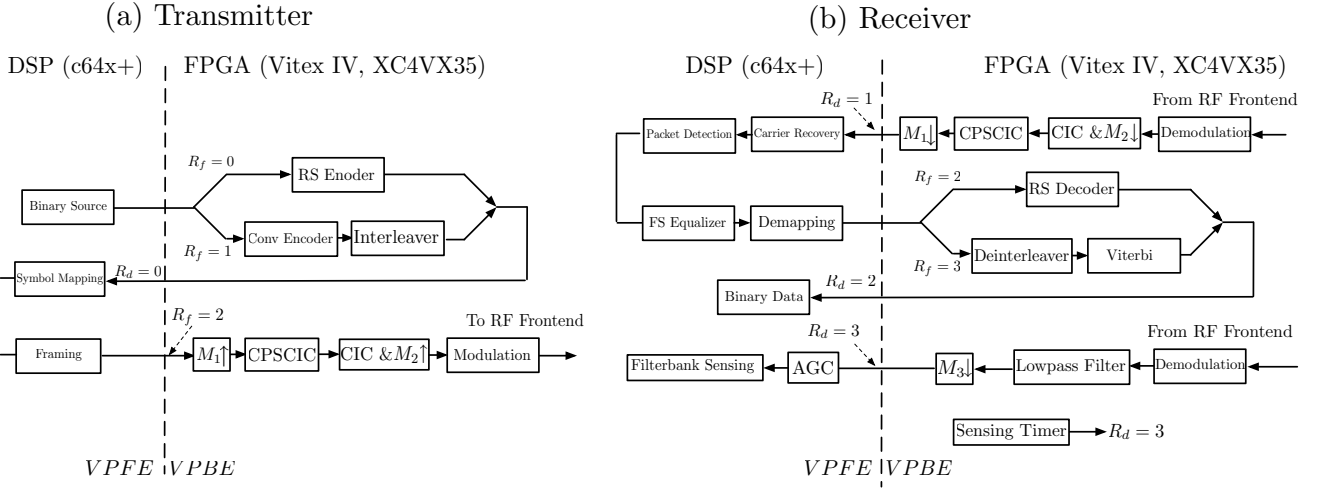 (a) Transmitter
DSP (c64x+)
FPGA (Vitex IV, XC4VX35)
R_f = 0
RS Enoder
Binary Source
Conv Encoder
Interleaver
R_f = 1
Symbol Mapping
R_d = 0
R_f = 2
To RF Frontend
Framing
M_1↑
CPSCIC
CIC &M_2↑
Modulation
VPFE
VPBE
(b) Receiver
DSP (c64x+)
FPGA (Vitex IV, XC4VX35)
R_d = 1
From RF Frontend
Packet Detection
Carrier Recovery
M_1↓
CPSCIC
CIC &M_2↓
Demodulation
R_f = 2
RS Decoder
FS Equalizer
Demapping
R_f = 3
Deinterleaver
Viterbi
Binary Data
R_d = 2
R_d = 3
From RF Frontend
Filterbank Sensing
AGC
M_3↓
Lowpass Filter
Demodulation
Sensing Timer
R_d = 3
VPFE
VPBE